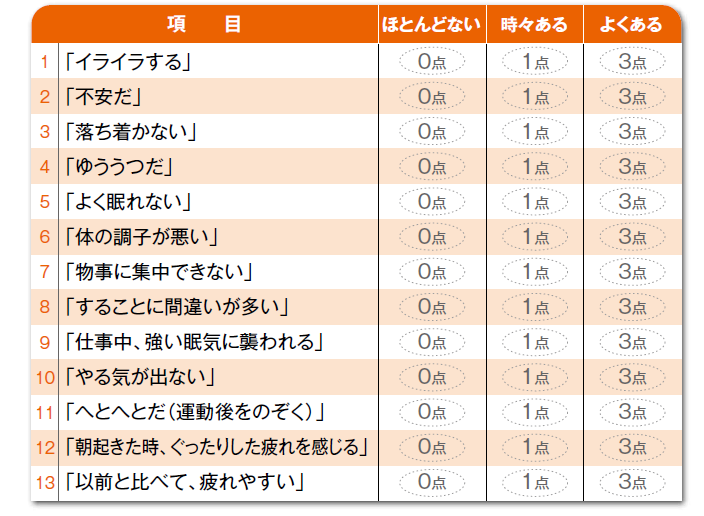 項 目 ほとんどない 時々ある よくある
1 「イライラする」 0点 1点 3点
2 「不安だ」 0点 1点 3点
3 「落ち着かない」 0点 1点 3点
4 「ゆううつだ」 0点 1点 3点
5 「よく眠れない」 0点 1点 3点
6 「体の調子が悪い」 0点 1点 3点
7 「物事に集中できない」 0点 1点 3点
8 「することに間違いが多い」 0点 1点 3点
9 「仕事中、強い眠気に襲われる」 0点 1点 3点
10 「やる気が出ない」 0点 1点 3点
11 「へとへとだ（運動後をのぞく）」 0点 1点 3点
12 「朝起きた時、ぐったりした疲れを感じる」 0点 1点 3点
13 「以前と比べて、疲れやすい」 0点 1点 3点